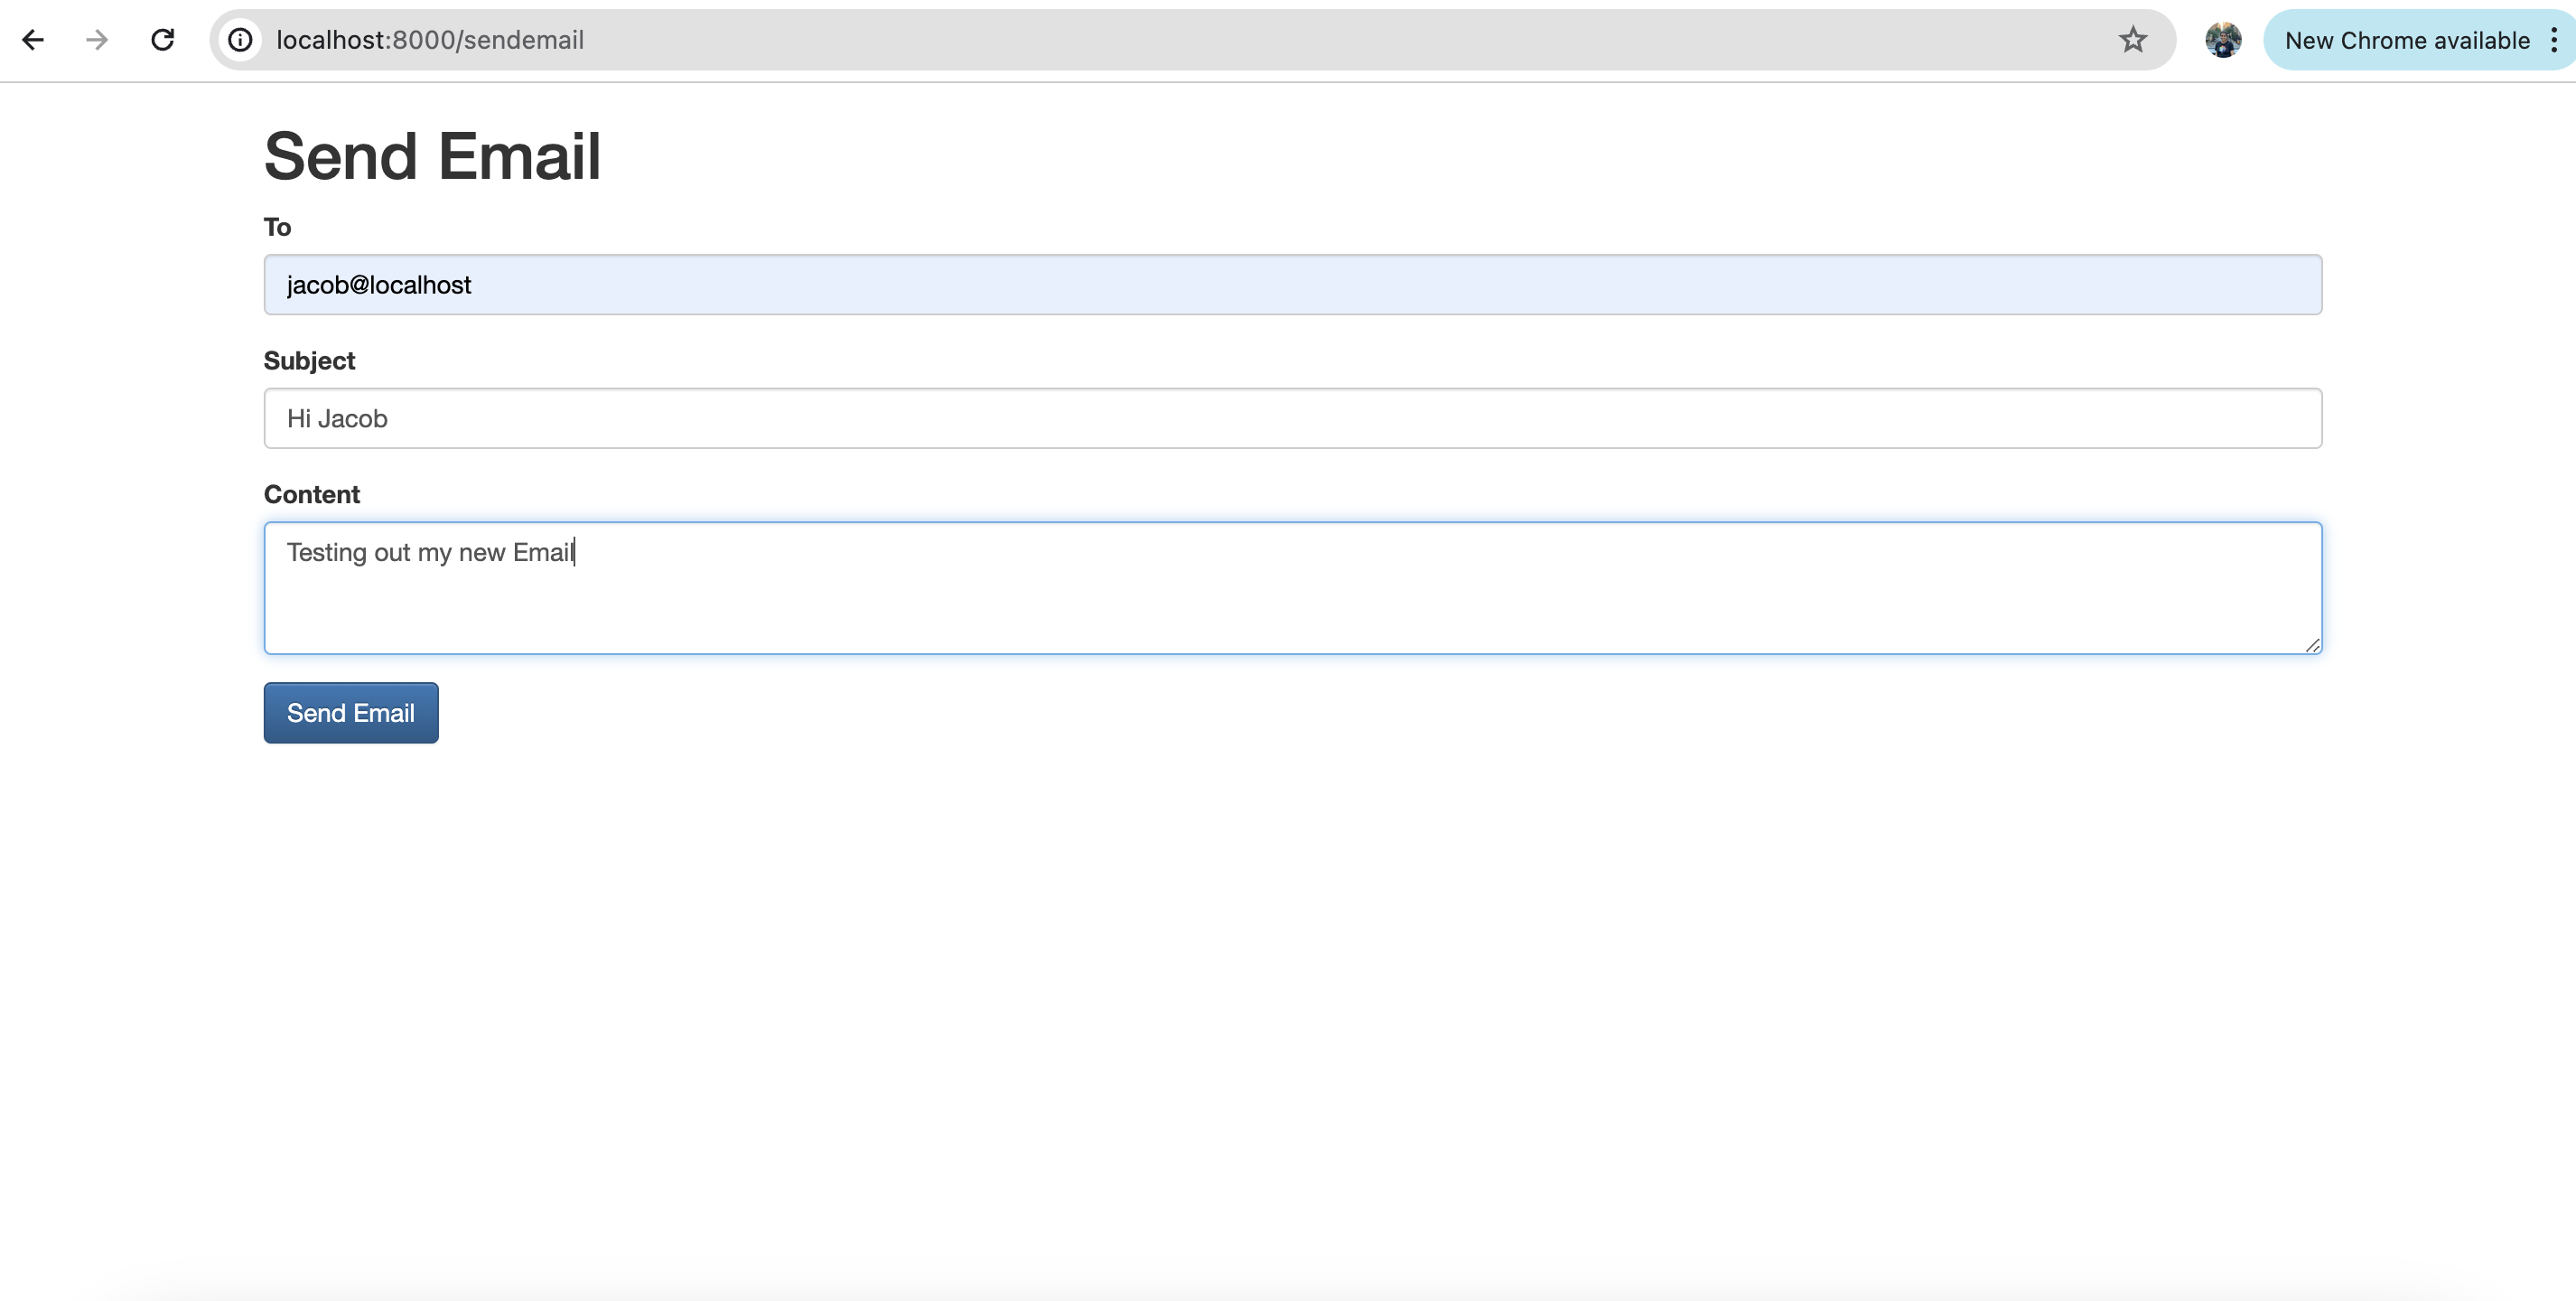 localhost:8000/sendemail
New Chrome available
Send Email
To
jacob@localhost
Subject
Hi Jacob
Content
Testing out my new Email
Send Email